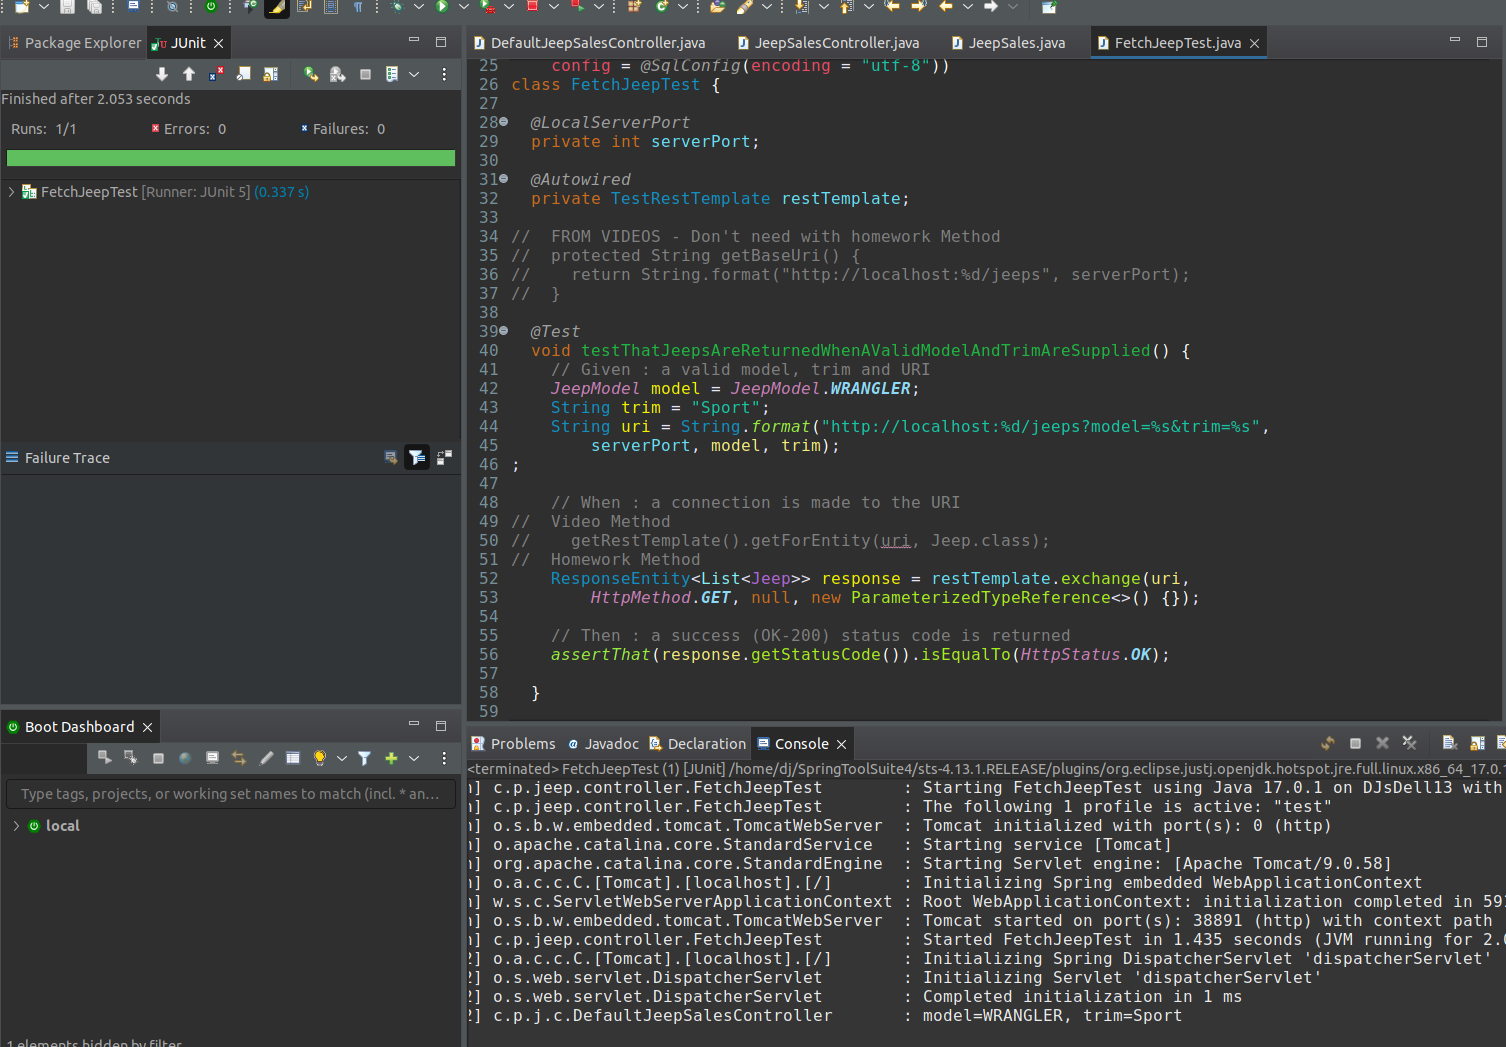 Package Explorer
JUnit
Finished after 2.053 seconds
Runs: 1/1 Errors: 0 Failures: 0
FetchJeepTest [Runner: JUnit 5] (0.337 s)
Failure Trace
Boot Dashboard
Type tags, projects, or working set names to match (incl. * an...
local
1 elements hidden by filter
DefaultJeepSalesController.java JeepSalesController.java JeepSales.java FetchJeepTest.java
25     config = @SqlConfig(encoding = "utf-8"))
26 class FetchJeepTest {
27
28   @LocalServerPort
29   private int serverPort;
30
31   @Autowired
32   private TestRestTemplate restTemplate;
33
34 //  FROM VIDEOS - Don't need with homework Method
35 //  protected String getBaseUri() {
36 //    return String.format("http://localhost:%d/jeeps", serverPort);
37 //  }
38
39   @Test
40   void testThatJeepsAreReturnedWhenAValidModelAndTrimAreSupplied() {
41     // Given : a valid model, trim and URI
42     JeepModel model = JeepModel.WRANGLER;
43     String trim = "Sport";
44     String uri = String.format("http://localhost:%d/jeeps?model=%s&trim=%s",
45         serverPort, model, trim);
46 ;
47
48     // When : a connection is made to the URI
49 //  Video Method
50 //    getRestTemplate().getForEntity(uri, Jeep.class);
51 //  Homework Method
52     ResponseEntity<List<Jeep>> response = restTemplate.exchange(uri,
53         HttpMethod.GET, null, new ParameterizedTypeReference<>() {});
54
55     // Then : a success (OK-200) status code is returned
56     assertThat(response.getStatusCode()).isEqualTo(HttpStatus.OK);
57
58   }
59
Problems Javadoc Declaration Console
<terminated> FetchJeepTest (1) [JUnit] /home/dj/SpringToolSuite4/sts-4.13.1.RELEASE/plugins/org.eclipse.justj.openjdk.hotspot.jre.full.linux.x86_64_17.0.1
] c.p.jeep.controller.FetchJeepTest : Starting FetchJeepTest using Java 17.0.1 on DJsDell13 with
] c.p.jeep.controller.FetchJeepTest : The following 1 profile is active: "test"
] o.s.b.w.embedded.tomcat.TomcatWebServer : Tomcat initialized with port(s): 0 (http)
] o.apache.catalina.core.StandardService : Starting service [Tomcat]
] org.apache.catalina.core.StandardEngine : Starting Servlet engine: [Apache Tomcat/9.0.58]
] o.a.c.c.C.[Tomcat].[localhost].[/] : Initializing Spring embedded WebApplicationContext
] w.s.c.ServletWebServerApplicationContext : Root WebApplicationContext: initialization completed in 59
] o.s.b.w.embedded.tomcat.TomcatWebServer : Tomcat started on port(s): 38891 (http) with context path
] c.p.jeep.controller.FetchJeepTest : Started FetchJeepTest in 1.435 seconds (JVM running for 2.
] o.a.c.c.C.[Tomcat].[localhost].[/] : Initializing Spring DispatcherServlet 'dispatcherServlet'
] o.s.web.servlet.DispatcherServlet : Initializing Servlet 'dispatcherServlet'
] o.s.web.servlet.DispatcherServlet : Completed initialization in 1 ms
] c.p.j.c.DefaultJeepSalesController : model=WRANGLER, trim=Sport